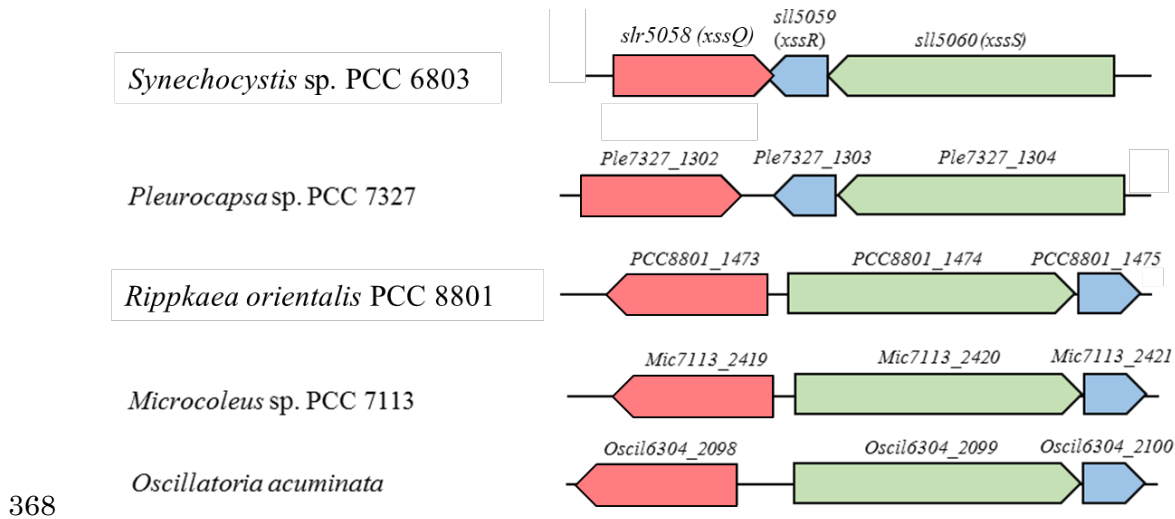 sll5059
slr5058 (xssQ) (xssR) sll5060 (xssS)
Synechocystis sp. PCC 6803
Ple7327_1302 Ple7327_1303 Ple7327_1304
Pleurocapsa sp. PCC 7327
PCC8801_1473 PCC8801_1474 PCC8801_1475
Rippkaea orientalis PCC 8801
Mic7113_2419 Mic7113_2420 Mic7113_2421
Microcoleus sp. PCC 7113
Oscil6304_2098 Oscil6304_2099 Oscil6304_2100
Oscillatoria acuminata
368